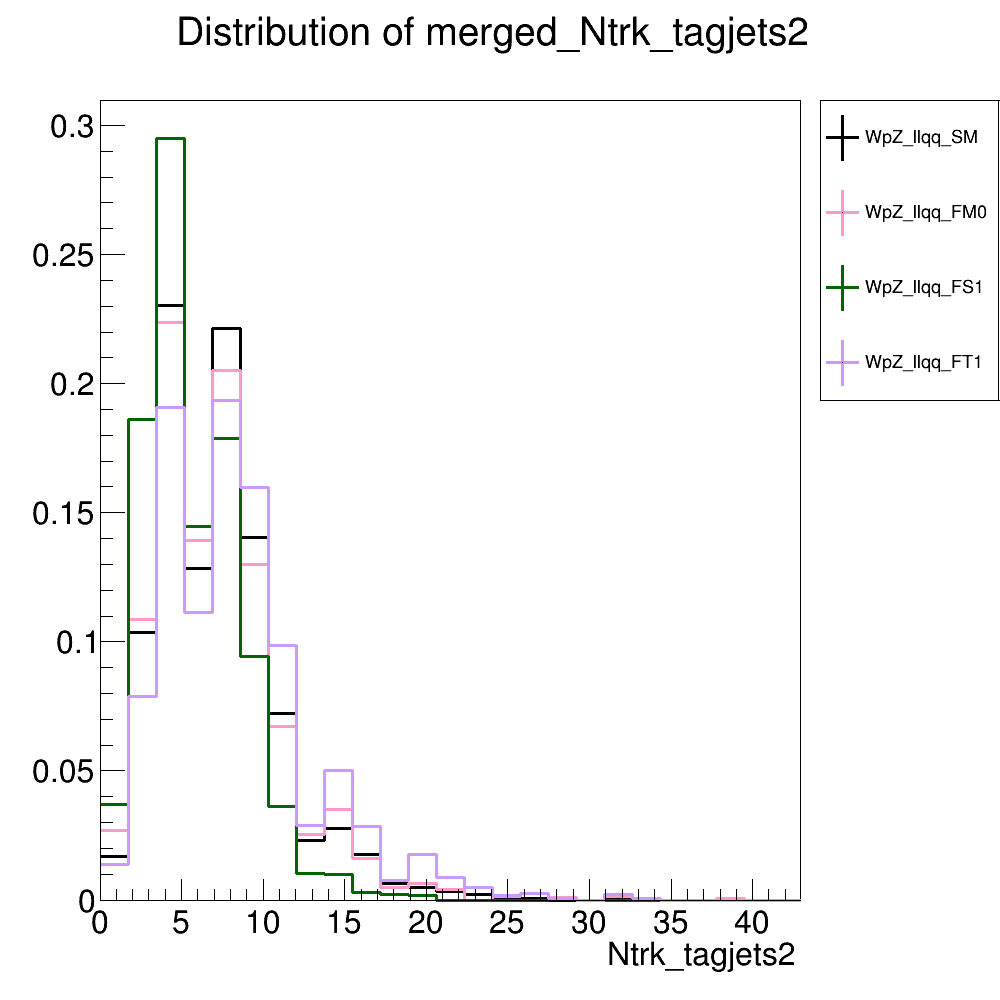 Distribution of merged_Ntrk_tagjets2
0.3
0.25
0.2
0.15
0.1
0.05
0
0 5 10 15 20 25 30 35 40
Ntrk_tagjets2
WpZ_llqq_SM
WpZ_llqq_FM0
WpZ_llqq_FS1
WpZ_llqq_FT1